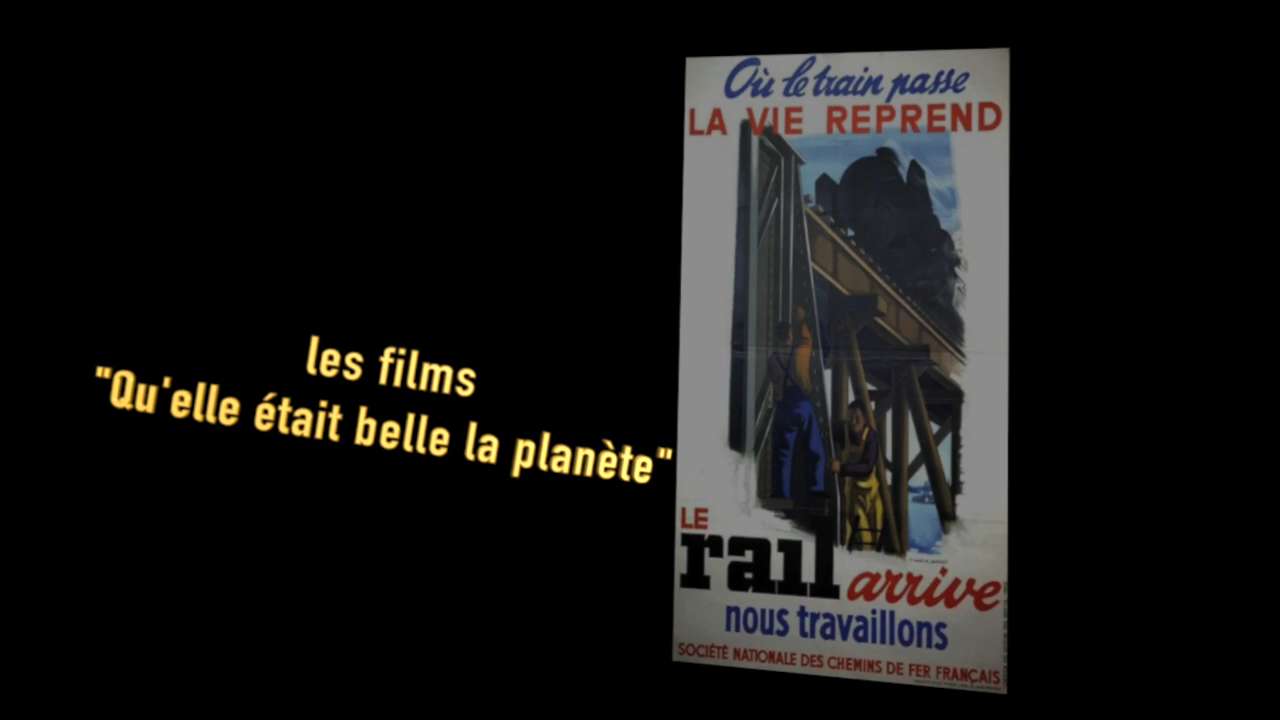 les films
"Qu'elle était belle la planète"
Où le train passe
LA VIE REPREND
LE
rail arrive
nous travaillons
SOCIÉTÉ NATIONALE DES CHEMINS DE FER FRANÇAIS